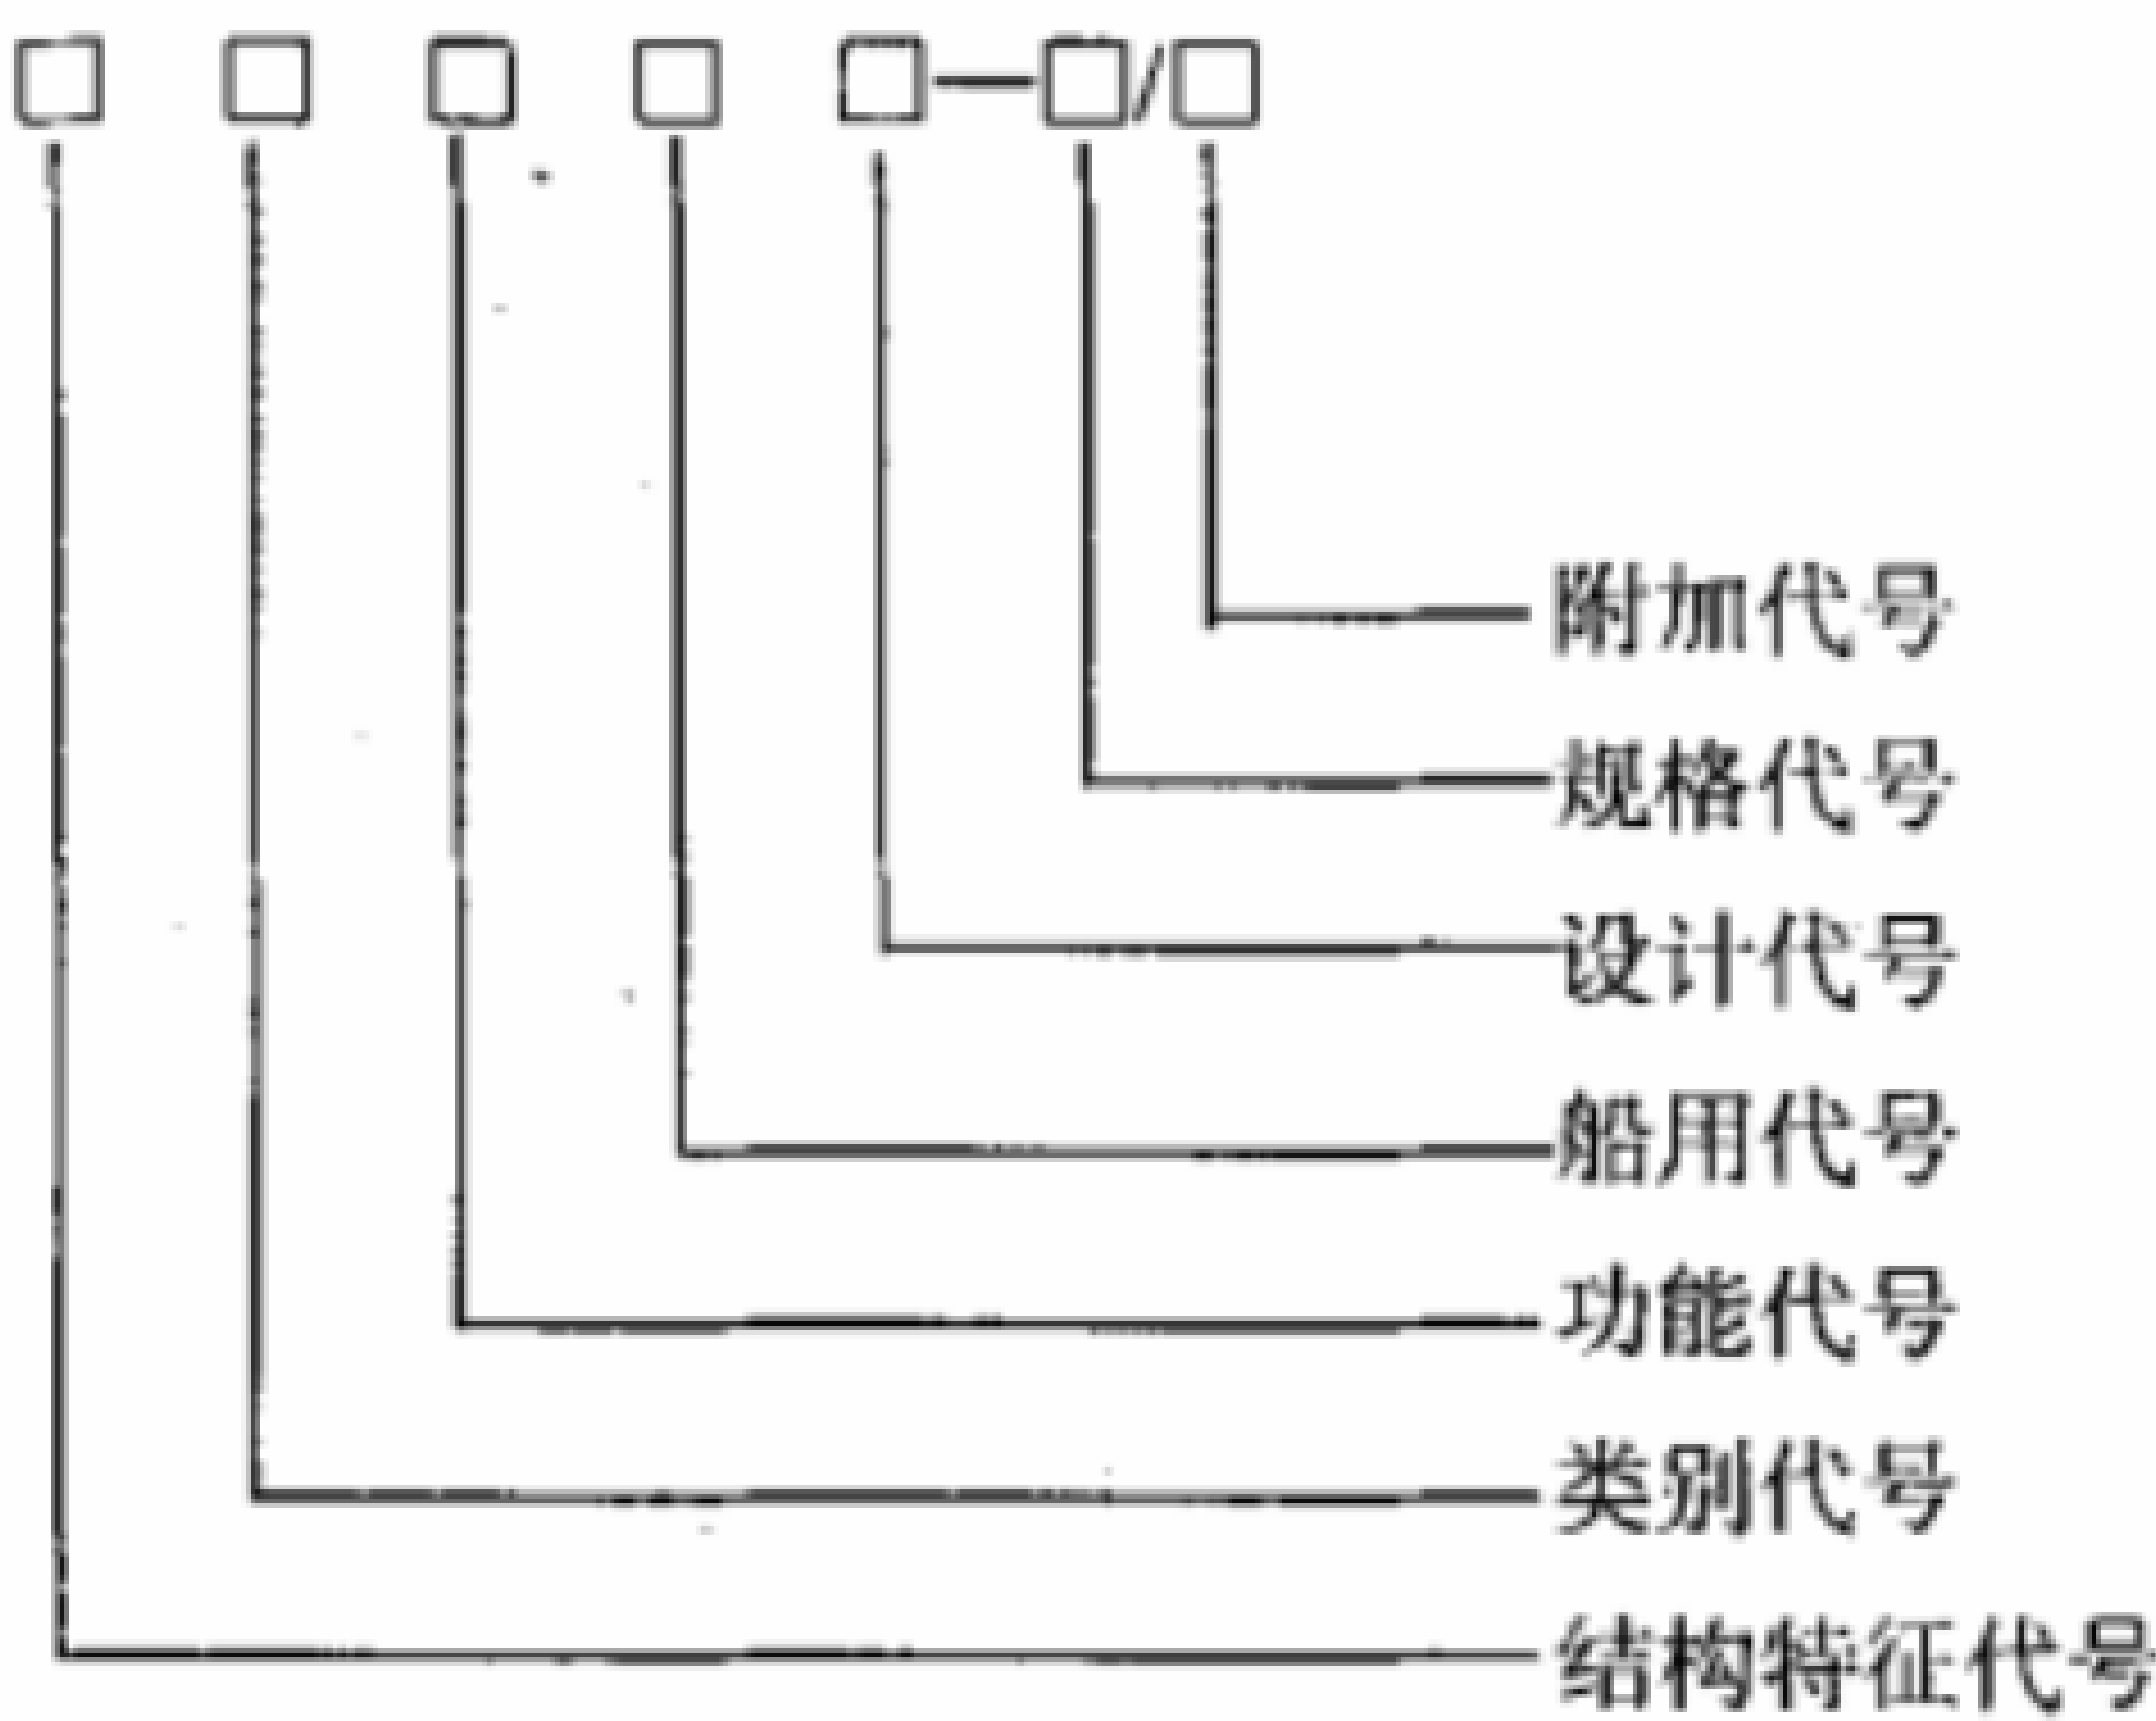 □ □ □ □ □—□/□
附加代号
规格代号
设计代号
船用代号
功能代号
类别代号
结构特征代号